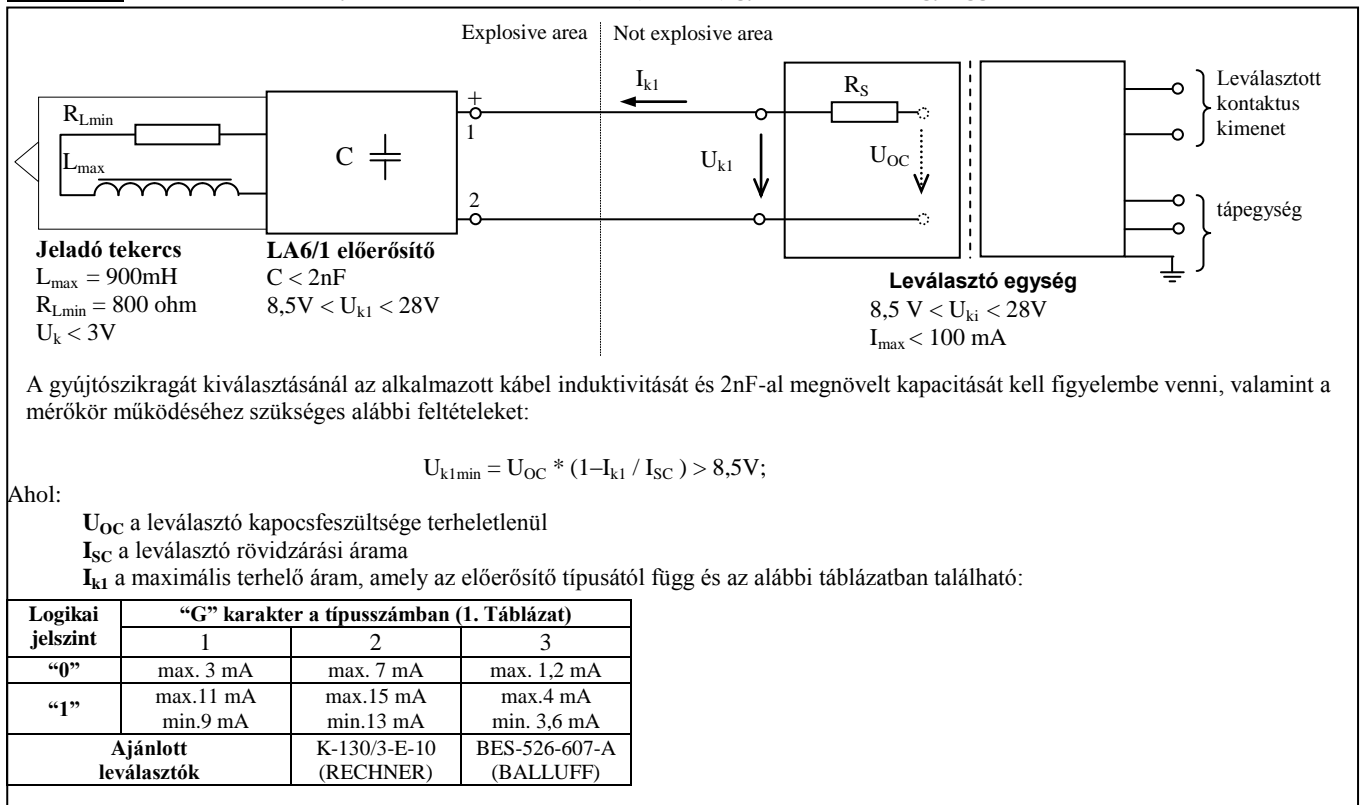 Explosive area Not explosive area
I_k1
R_S
Leválasztott
kontaktus
kimenet
R_Lmin
+
1
C
U_k1
U_OC
L_max
2
tápegység
Jeladó tekercs
L_max = 900mH
R_Lmin = 800 ohm
U_k < 3V
LA6/1 előerősítő
C < 2nF
8,5V < U_k1 < 28V
Leválasztó egység
8,5 V < U_ki < 28V
I_max < 100 mA
A gyújtószikragát kiválasztásánál az alkalmazott kábel induktivitását és 2nF-al megnövelt kapacitását kell figyelembe venni, valamint a
mérőkör működéséhez szükséges alábbi feltételeket:
U_k1min = U_OC * (1–I_k1 / I_SC ) > 8,5V;
Ahol:
U_OC a leválasztó kapocsfeszültsége terheletlenül
I_SC a leválasztó rövidzárási árama
I_k1 a maximális terhelő áram, amely az előerősítő típusától függ és az alábbi táblázatban található:
Logikai jelszint “G” karakter a típusszámban (1. Táblázat)
1 2 3
“0” max. 3 mA max. 7 mA max. 1,2 mA
“1” max.11 mA max.15 mA max.4 mA
min.9 mA min.13 mA min. 3,6 mA
Ajánlott K-130/3-E-10 BES-526-607-A
leválasztók (RECHNER) (BALLUFF)